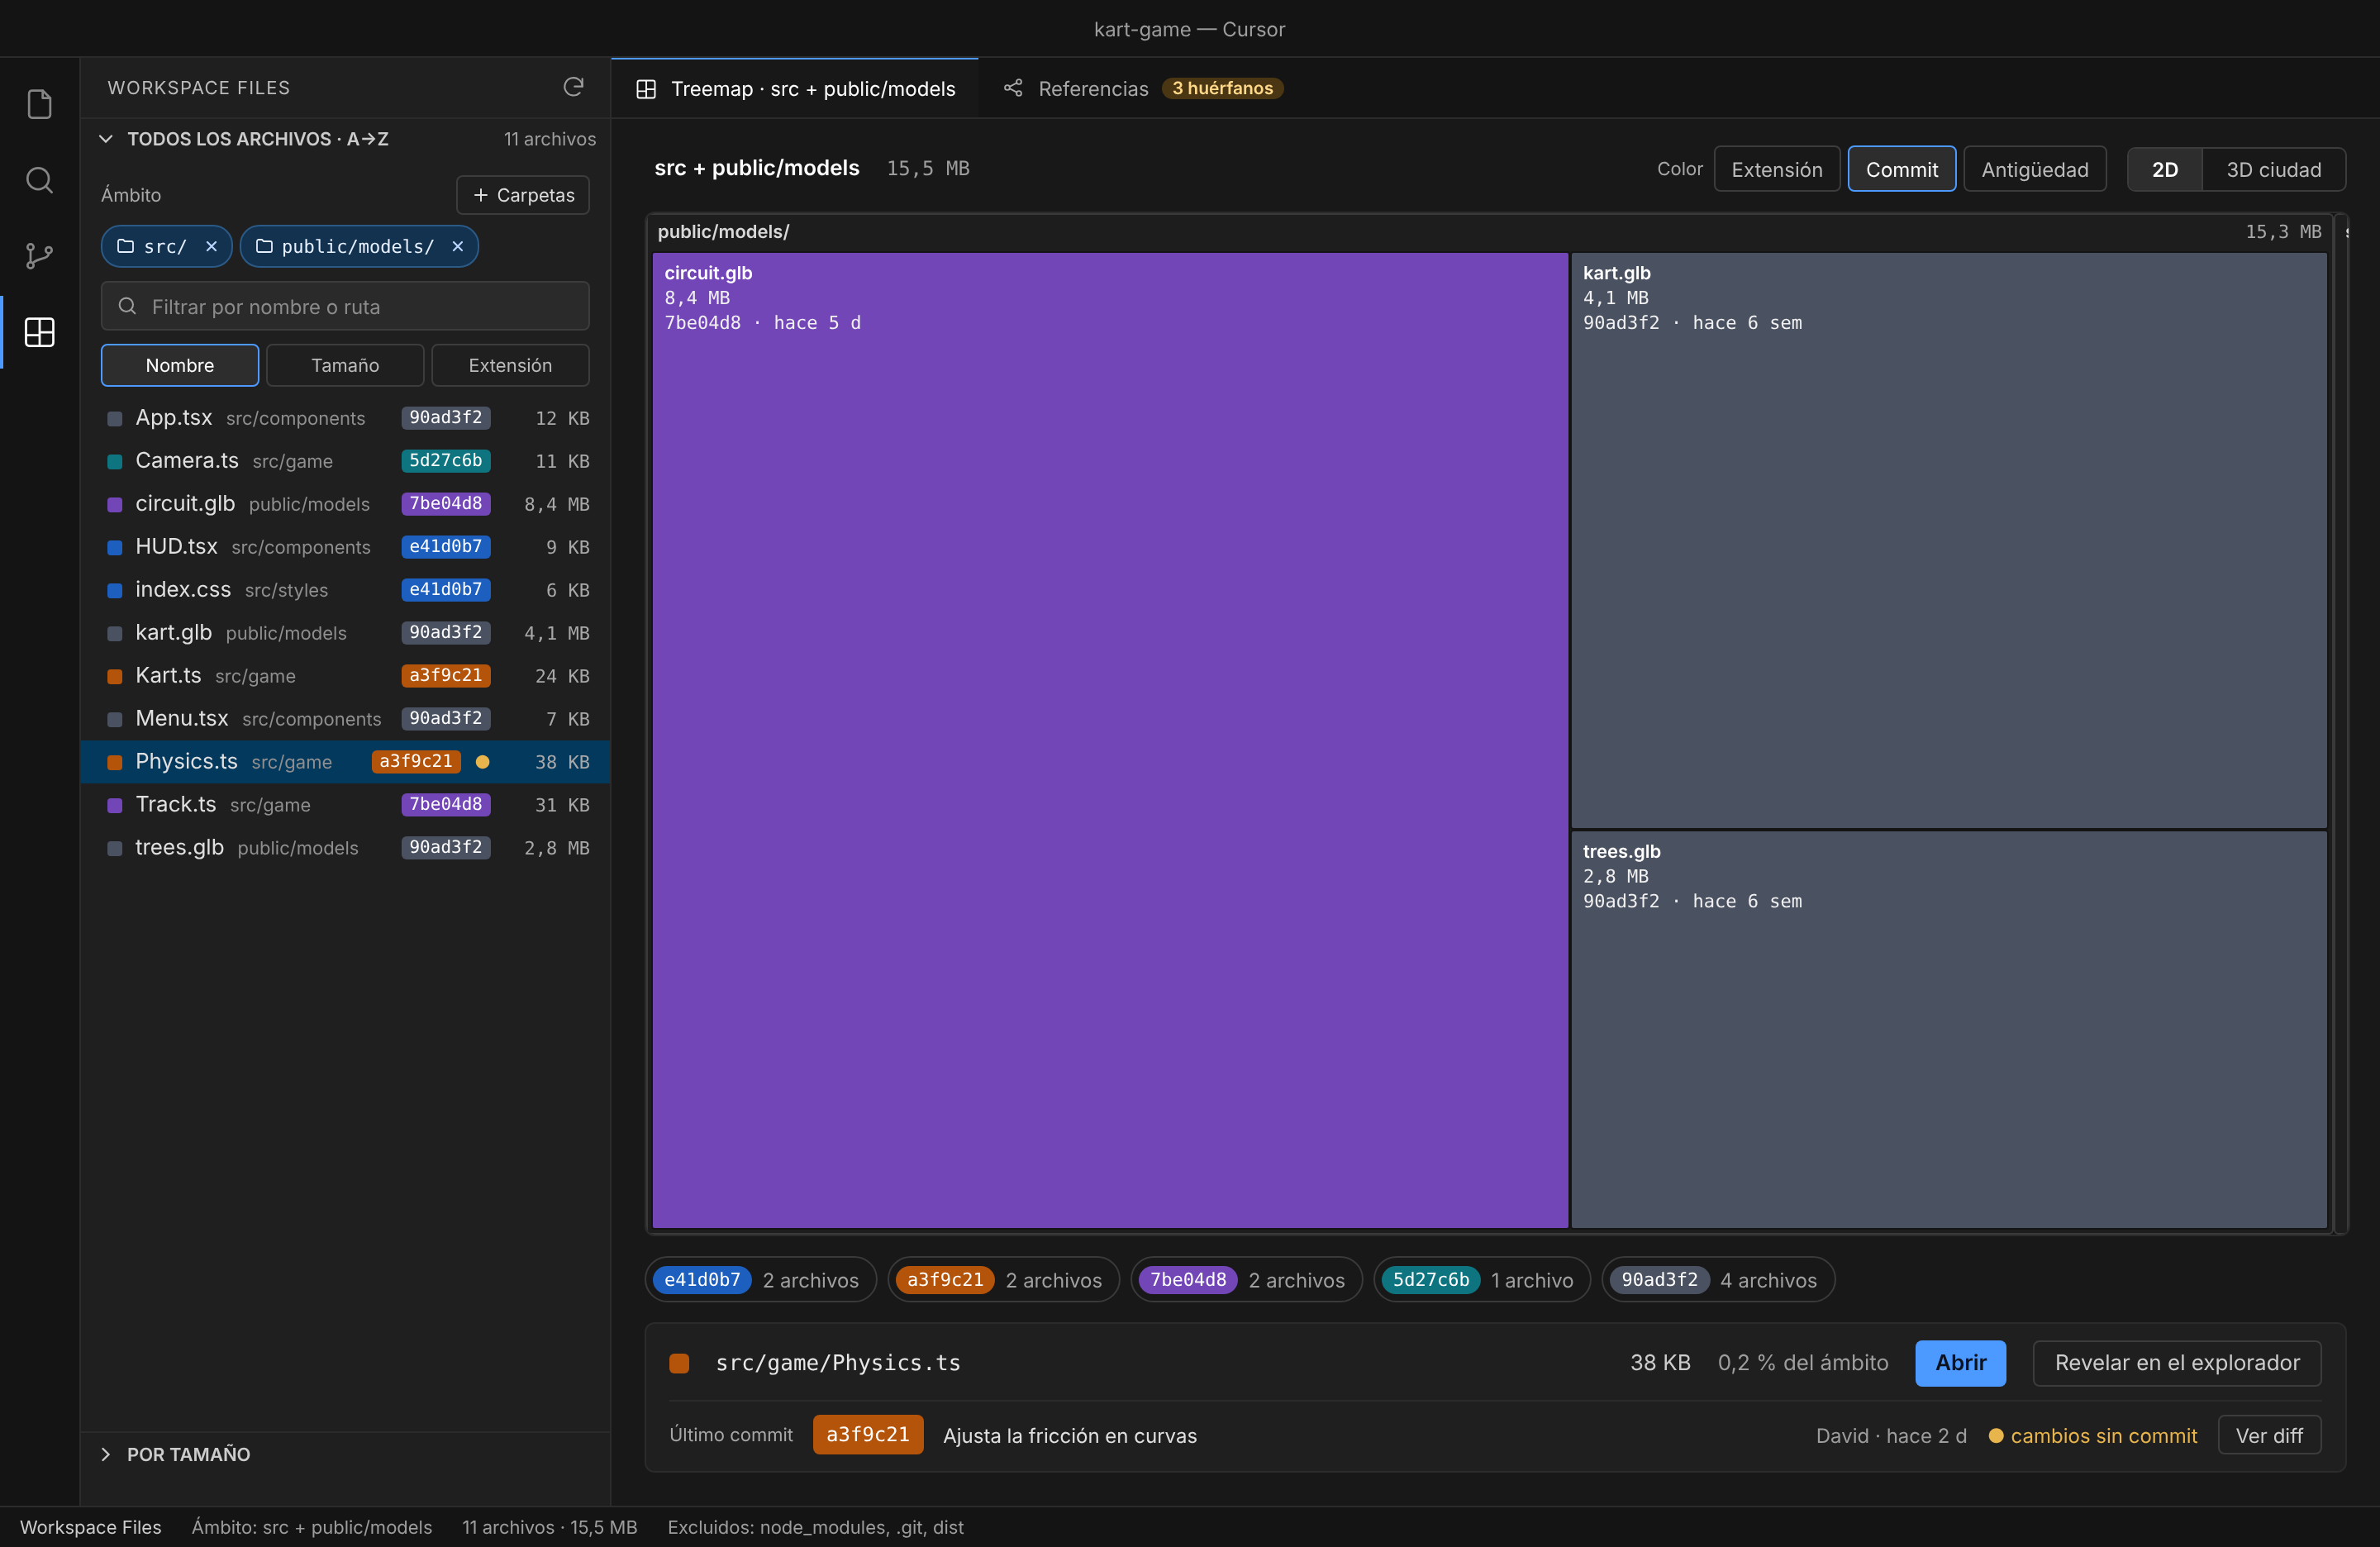 kart-game — Cursor
WORKSPACE FILES
TODOS LOS ARCHIVOS · A→Z 11 archivos
Ámbito + Carpetas
src/ × public/models/ ×
Filtrar por nombre o ruta
Nombre Tamaño Extensión
App.tsx src/components 90ad3f2 12 KB
Camera.ts src/game 5d27c6b 11 KB
circuit.glb public/models 7be04d8 8,4 MB
HUD.tsx src/components e41d0b7 9 KB
index.css src/styles e41d0b7 6 KB
kart.glb public/models 90ad3f2 4,1 MB
Kart.ts src/game a3f9c21 24 KB
Menu.tsx src/components 90ad3f2 7 KB
Physics.ts src/game a3f9c21 38 KB
Track.ts src/game 7be04d8 31 KB
trees.glb public/models 90ad3f2 2,8 MB
POR TAMAÑO
Treemap · src + public/models Referencias 3 huérfanos
src + public/models 15,5 MB Color Extensión Commit Antigüedad 2D 3D ciudad
public/models/ 15,3 MB
circuit.glb
8,4 MB
7be04d8 · hace 5 d
kart.glb
4,1 MB
90ad3f2 · hace 6 sem
trees.glb
2,8 MB
90ad3f2 · hace 6 sem
e41d0b7 2 archivos a3f9c21 2 archivos 7be04d8 2 archivos 5d27c6b 1 archivo 90ad3f2 4 archivos
src/game/Physics.ts 38 KB 0,2 % del ámbito Abrir Revelar en el explorador
Último commit a3f9c21 Ajusta la fricción en curvas David · hace 2 d cambios sin commit Ver diff
Workspace Files Ámbito: src + public/models 11 archivos · 15,5 MB Excluidos: node_modules, .git, dist